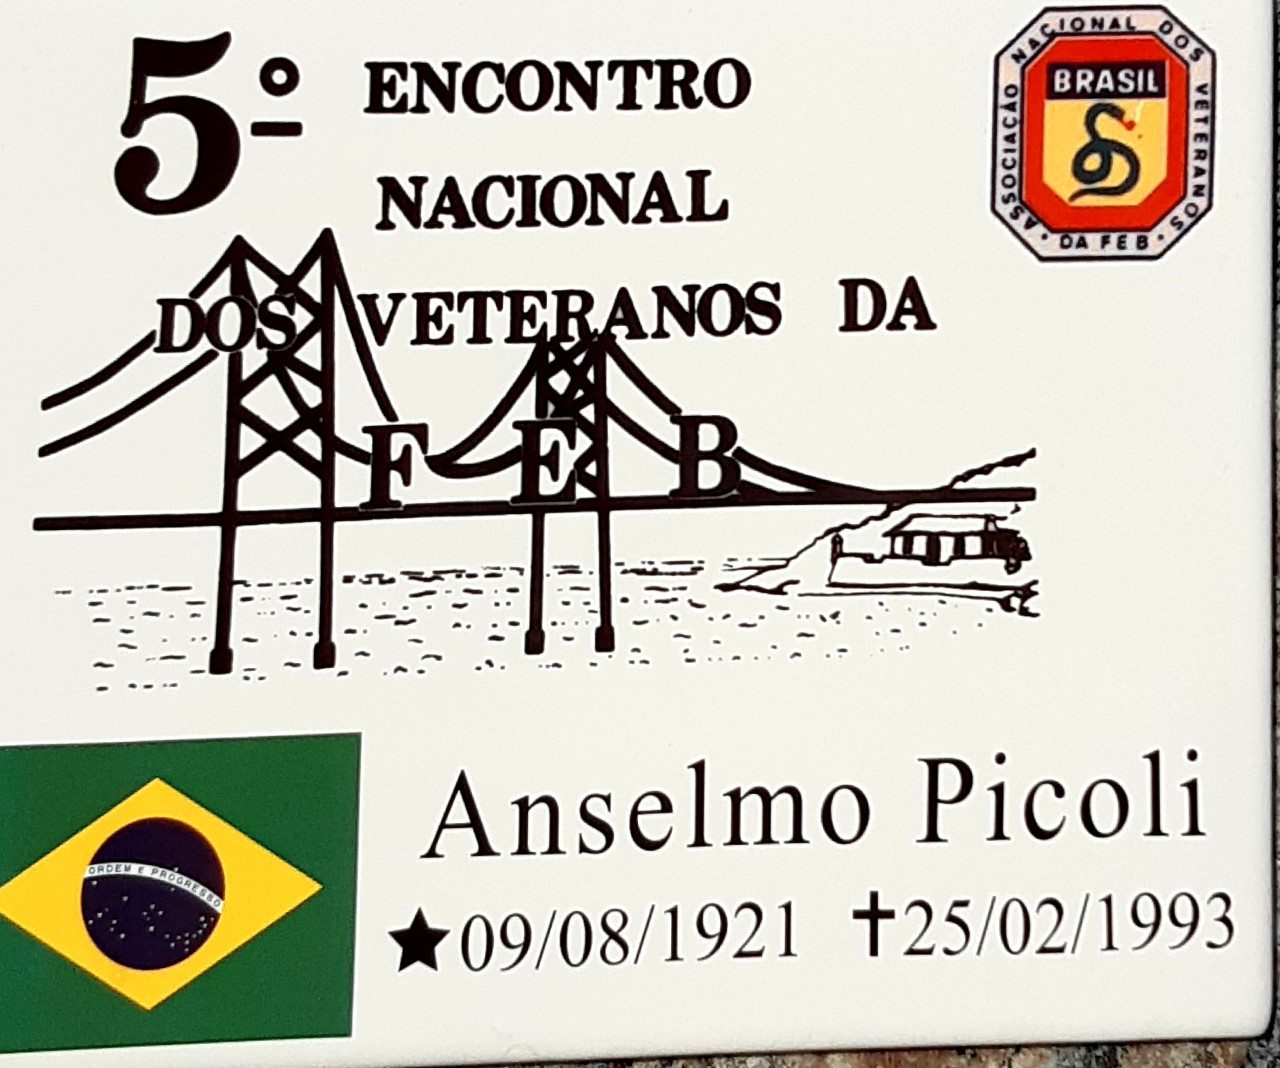 5º ENCONTRO
NACIONAL
DOS VETERANOS DA
FEB
ASSOCIAÇÃO NACIONAL DOS VETERANOS
• DA FEB •
BRASIL
ORDEM E PROGRESSO
Anselmo Picoli
★09/08/1921 ✝25/02/1993